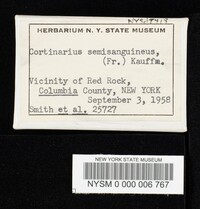 HERBARIUM N. Y. STATE MUSEUM
Cortinarius semisanguineus,
(Fr.) Kauffm.
Vicinity of Red Rock,
Columbia County, NEW YORK
September 3, 1958
Smith et al. 25727
NEW YORK STATE MUSEUM,
NYSM 0 000 006 767